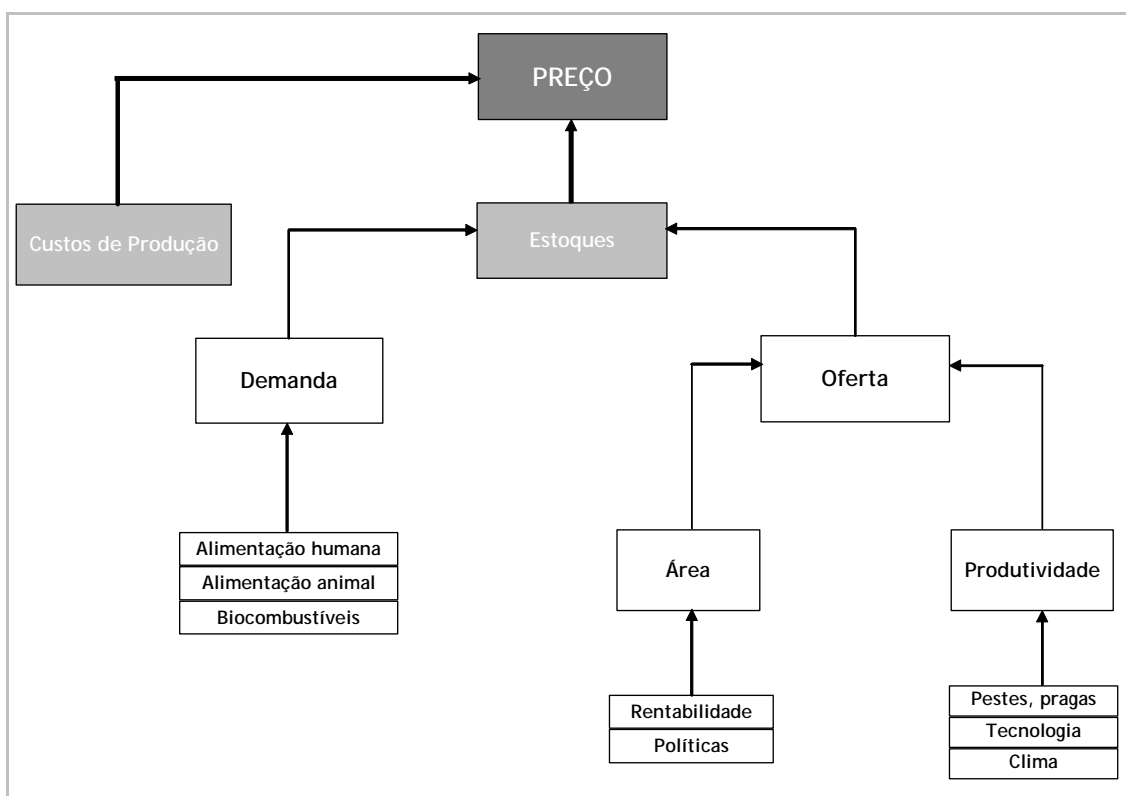 PREÇO
Custos de Produção
Estoques
Demanda
Oferta
Alimentação humana
Alimentação animal
Biocombustíveis
Área
Produtividade
Rentabilidade
Políticas
Pestes, pragas
Tecnologia
Clima